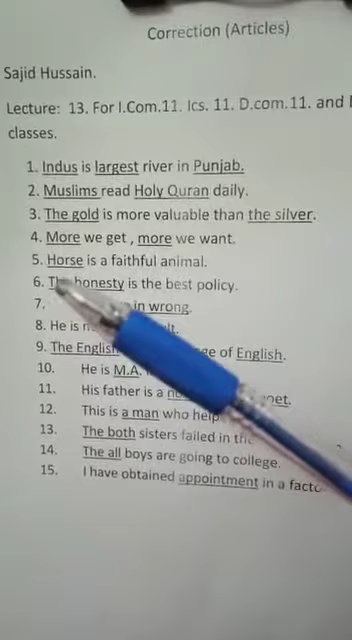 Correction (Articles)
Sajid Hussain.
Lecture: 13. For I.Com.11. Ics. 11. D.com.11. and
classes.
1. Indus is largest river in Punjab.
2. Muslims read Holy Quran daily.
3. The gold is more valuable than the silver.
4. More we get , more we want.
5. Horse is a faithful animal.
6. honesty is the best policy.
7. in wrong.
8. He is
9. The English of English.
10. He is M.A.
11. His father is a
12. This is a man who
13. The both sisters failed in
14. The all boys are going to college.
15. I have obtained appointment in a